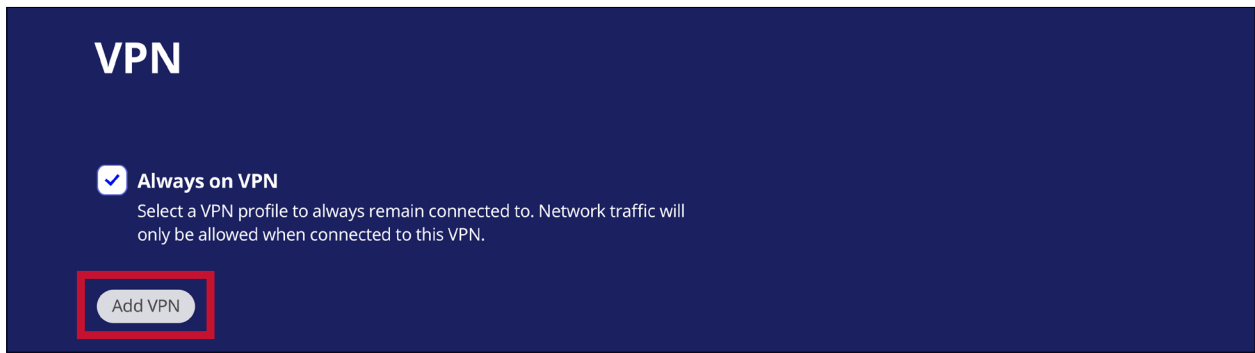 VPN
Always on VPN
Select a VPN profile to always remain connected to. Network traffic will
only be allowed when connected to this VPN.
Add VPN